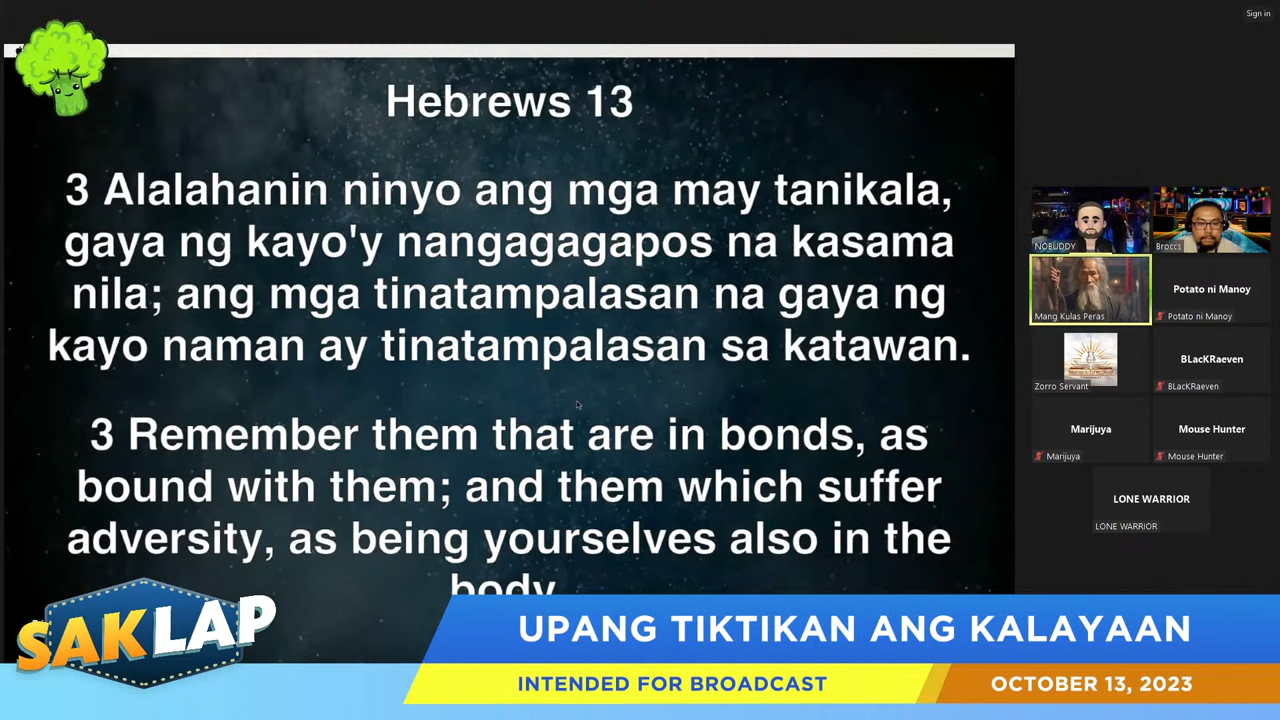 Sign in
Hebrews 13
3 Alalahanin ninyo ang mga may tanikala,
gaya ng kayo'y nangagagapos na kasama
nila; ang mga tinatampalasan na gaya ng
kayo naman ay tinatampalasan sa katawan.
3 Remember them that are in bonds, as
bound with them; and them which suffer
adversity, as being yourselves also in the
body.
NOBUDDY
Broccs
Mang Kulas Peras
Potato ni Manoy
Potato ni Manoy
Zorro Servant
BLacKRaeven
BLacKRaeven
Marijuya
Marijuya
Mouse Hunter
Mouse Hunter
LONE WARRIOR
LONE WARRIOR
SAKLAP
UPANG TIKTIKAN ANG KALAYAAN
INTENDED FOR BROADCAST
OCTOBER 13, 2023